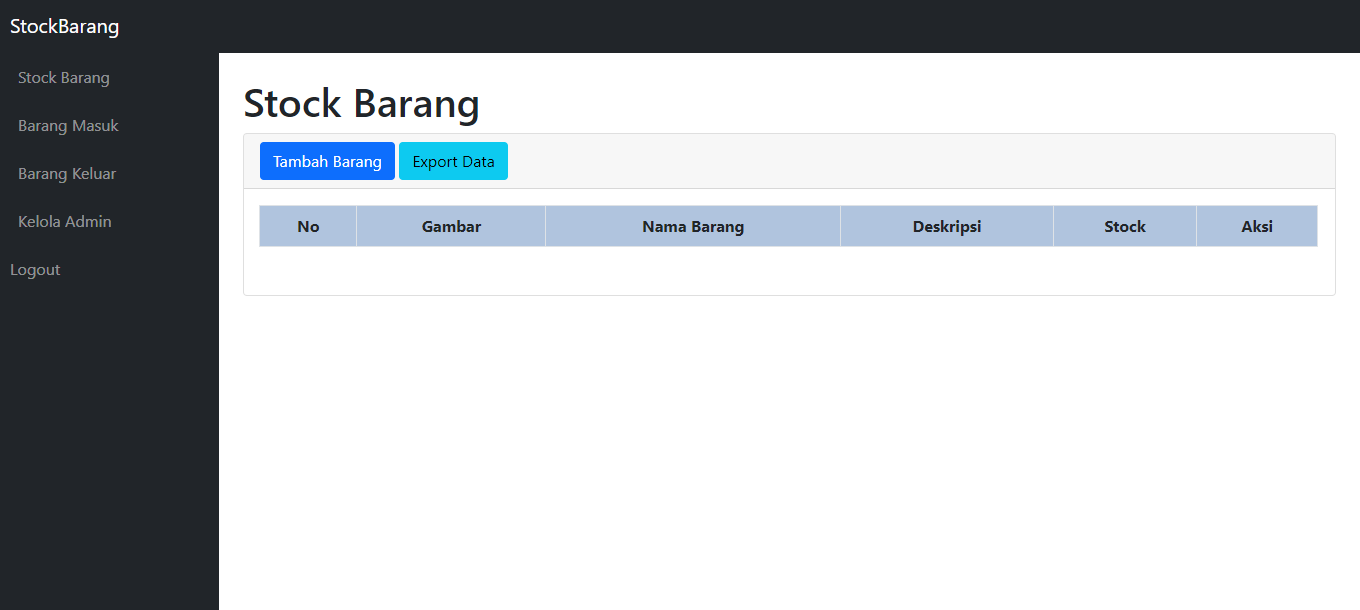 StockBarang
Stock Barang
Barang Masuk
Barang Keluar
Kelola Admin
Logout
Stock Barang
Tambah Barang Export Data
No Gambar Nama Barang Deskripsi Stock Aksi